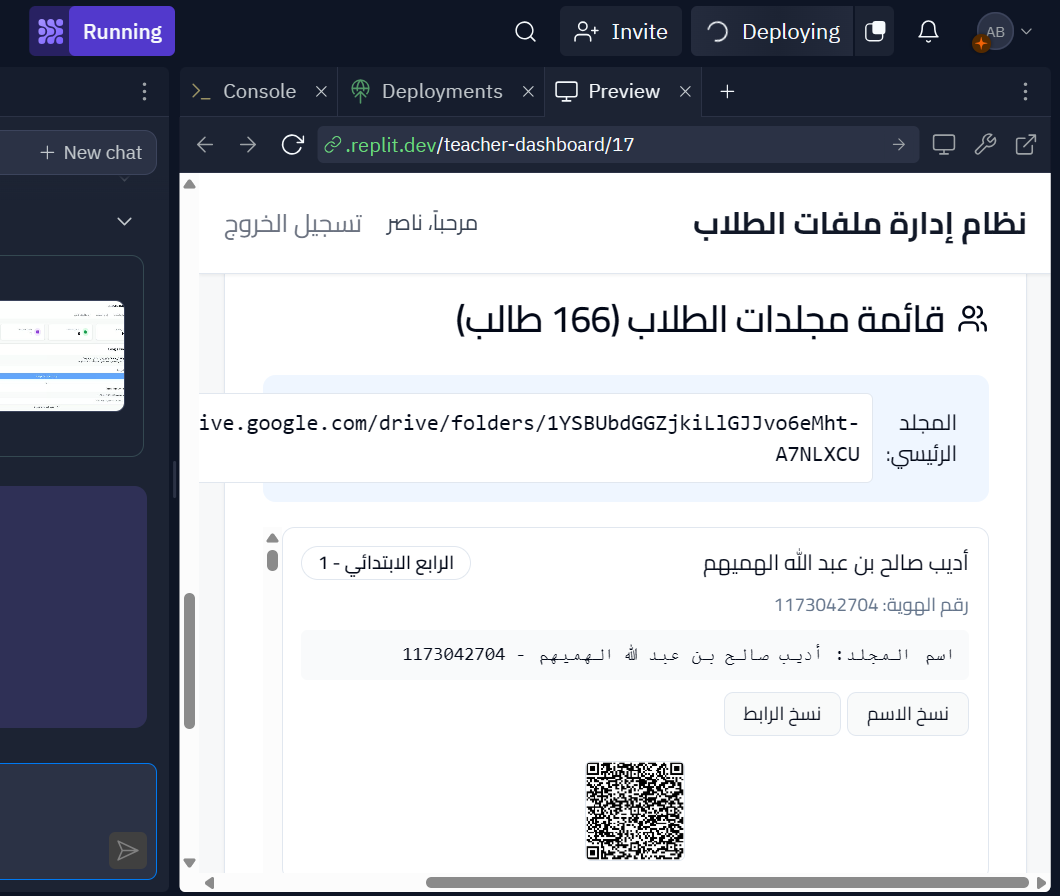 Running
Invite
Deploying
AB
Console
Deployments
Preview
New chat
.replit.dev/teacher-dashboard/17
نظام إدارة ملفات الطلاب
مرحباً، ناصر
تسجيل الخروج
قائمة مجلدات الطلاب (166 طالب)
المجلد الرئيسي:
ive.google.com/drive/folders/1YSBUbdGGZjkiLlGJJvo6eMht-
A7NLXCU
أديب صالح بن عبد الله الهميهم
الرابع الابتدائي - 1
رقم الهوية: 1173042704
اسم المجلد: أديب صالح بن عبد الله الهميهم - 1173042704
نسخ الاسم
نسخ الرابط